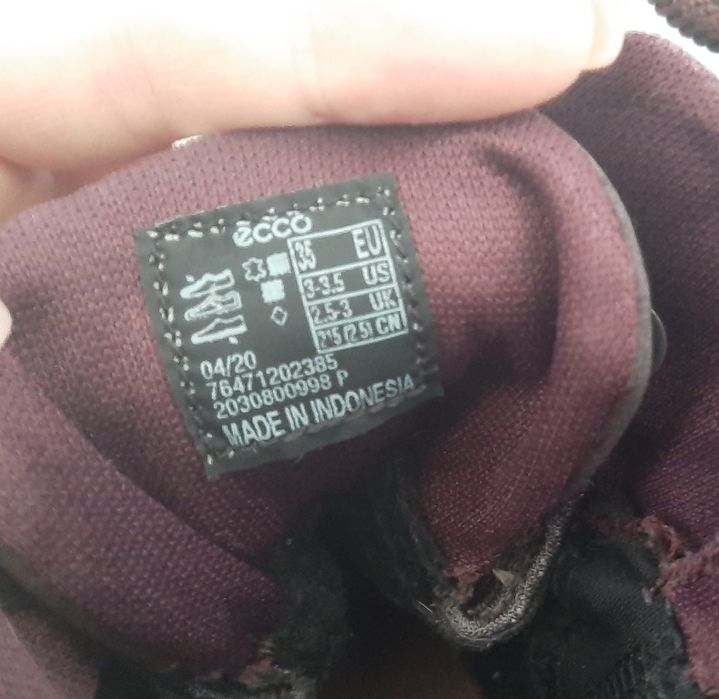 ecco
35 EU
3-3.5 US
2.5-3 UK
215 (2.5) CN
04/20
76471202385
2030800998 P
MADE IN INDONESIA